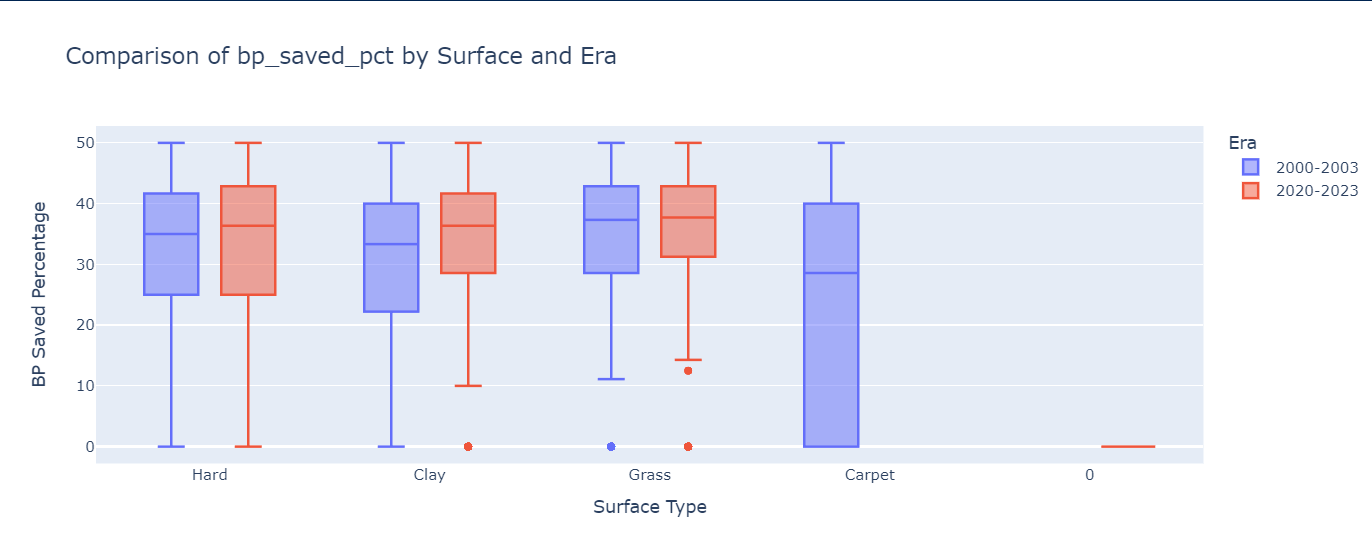 Comparison of bp_saved_pct by Surface and Era
Era
2000-2003
2020-2023
BP Saved Percentage
50
40
30
20
10
0
Hard
Clay
Grass
Carpet
0
Surface Type